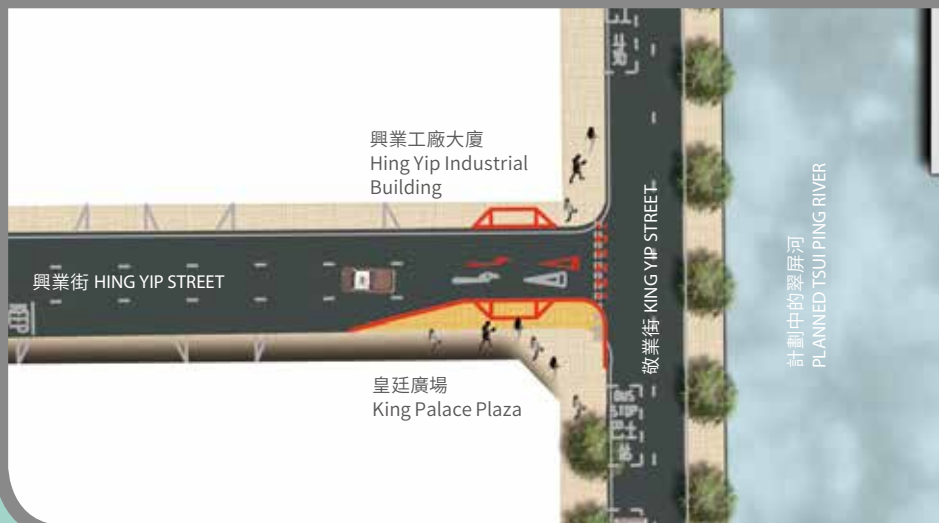 興業工廠大廈
Hing Yip Industrial
Building
興業街 HING YIP STREET
敬業街 KING YIP STREET
計劃中的翠屏河
PLANNED TSUI PING RIVER
KEEP
皇廷廣場
King Palace Plaza
BUS
STOP